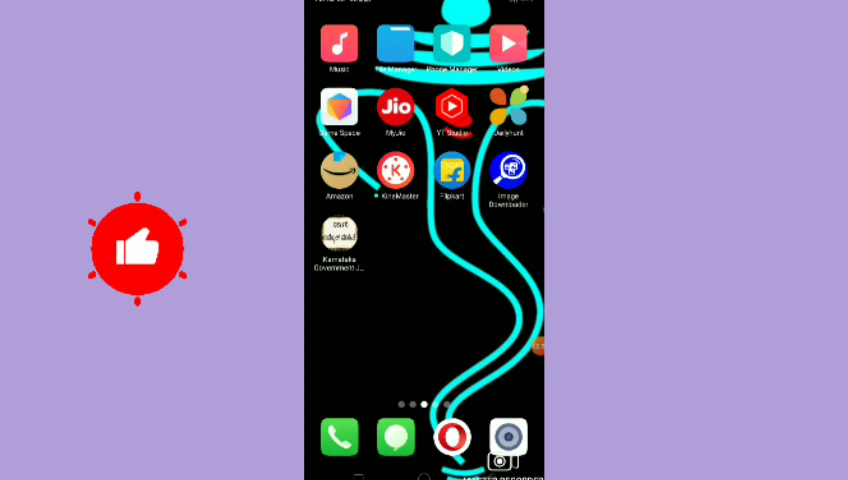 Music
File Manager
Phone Manager
Videos
Game Space
Jio
MyJio
YT Studio
Dailyhunt
Amazon
KineMaster
Flipkart
Image
Downloader
Karnataka
Government J...